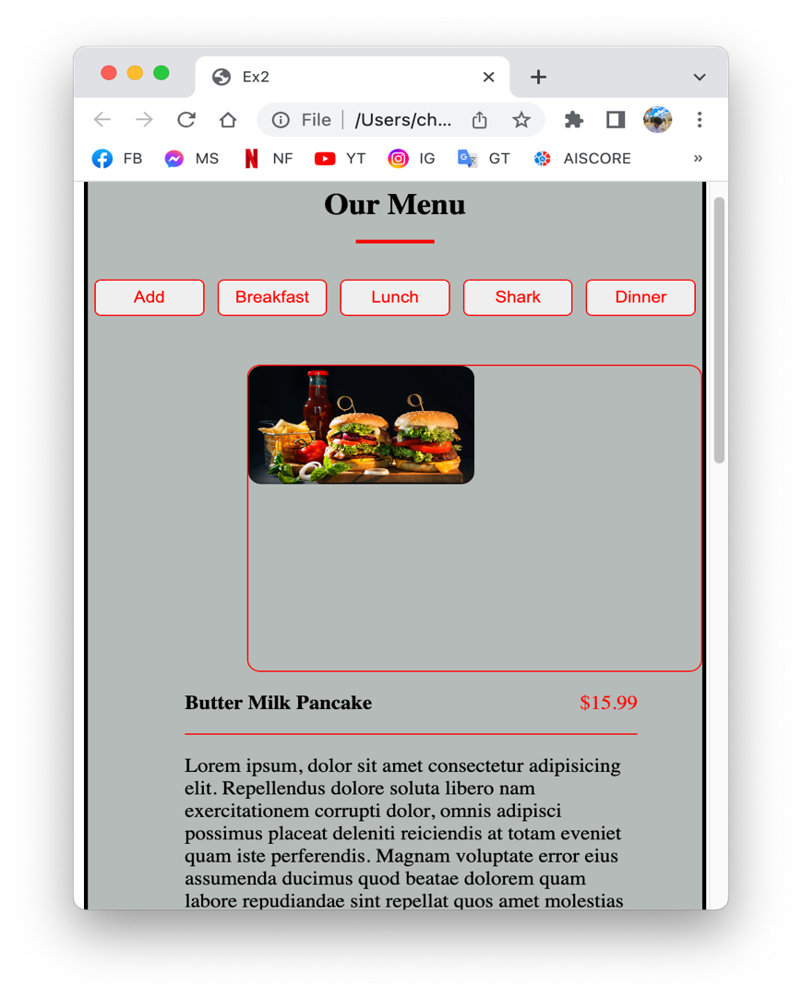 Ex2
File
/Users/ch...
FB
MS
NF
YT
IG
GT
AISCORE
»
Our Menu
Add
Breakfast
Lunch
Shark
Dinner
Butter Milk Pancake
$15.99
Lorem ipsum, dolor sit amet consectetur adipisicing
elit. Repellendus dolore soluta libero nam
exercitationem corrupti dolor, omnis adipisci
possimus placeat deleniti reiciendis at totam eveniet
quam iste perferendis. Magnam voluptate error eius
assumenda ducimus quod beatae dolorem quam
labore repudiandae sint repellat quos amet molestias